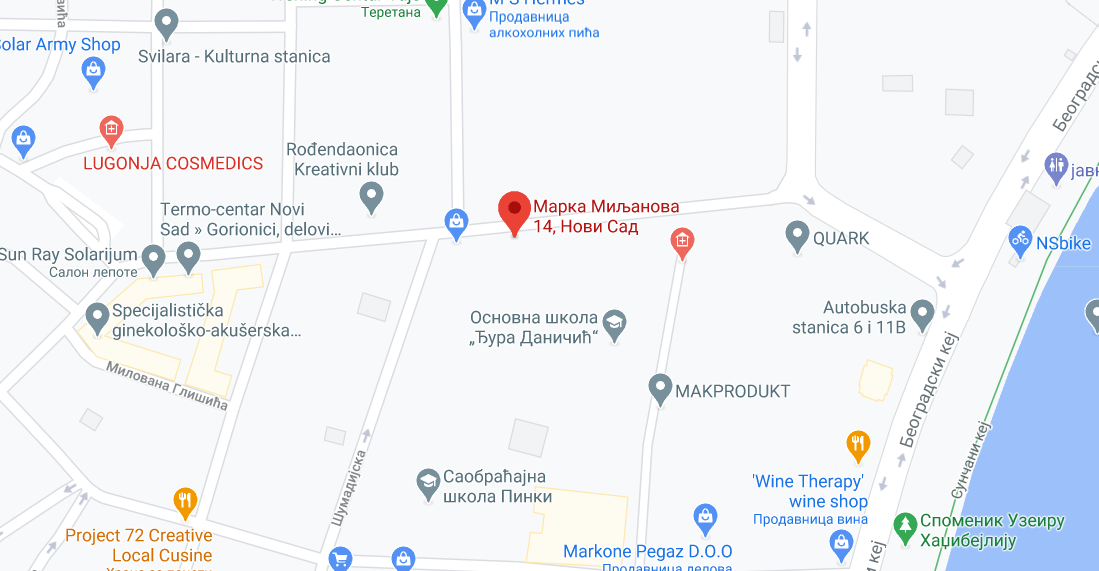 Теретана
M S Hermes
Продавница
алкохолних пића
Svilara - Kulturna stanica
Solar Army Shop
LUGONJA COSMEDICS
Rođendaonica
Kreativni klub
Termo-centar Novi
Sad » Gorionici, delovi...
Sun Ray Solarijum
Салон лепоте
Specijalistička
ginekološko-akušerska...
Милована Глишића
Марка Миљанова
14, Нови Сад
QUARK
NSbike
Autobuska
stanica 6 i 11B
Основна школа
„Ђура Даничић“
MAKPRODUKT
Београдски кеј
Сунчани кеј
Шумадијска
Саобраћајна
школа Пинки
'Wine Therapy'
wine shop
Продавница вина
Споменик Узеиру
Хаџибејлију
Project 72 Creative
Local Cusine
Markone Pegaz D.O.O
Продавница делова
ни кеј